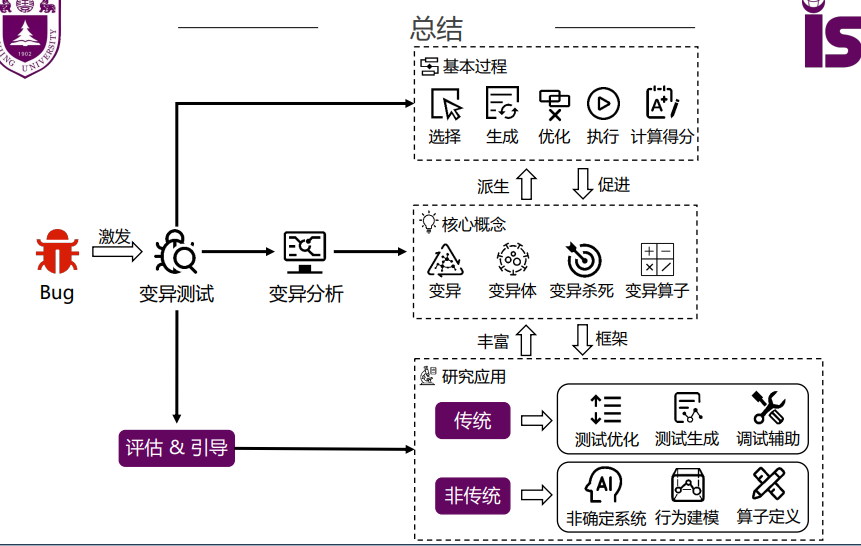 总结
NJING UNIVERSITY
1902
is
基本过程
A+
选择 生成 优化 执行 计算得分
派生 促进
激发
核心概念
Bug 变异测试 变异分析
变异 变异体 变异杀死 变异算子
丰富 框架
研究应用
传统
测试优化 测试生成 调试辅助
评估 & 引导
AI
非传统
非确定系统 行为建模 算子定义